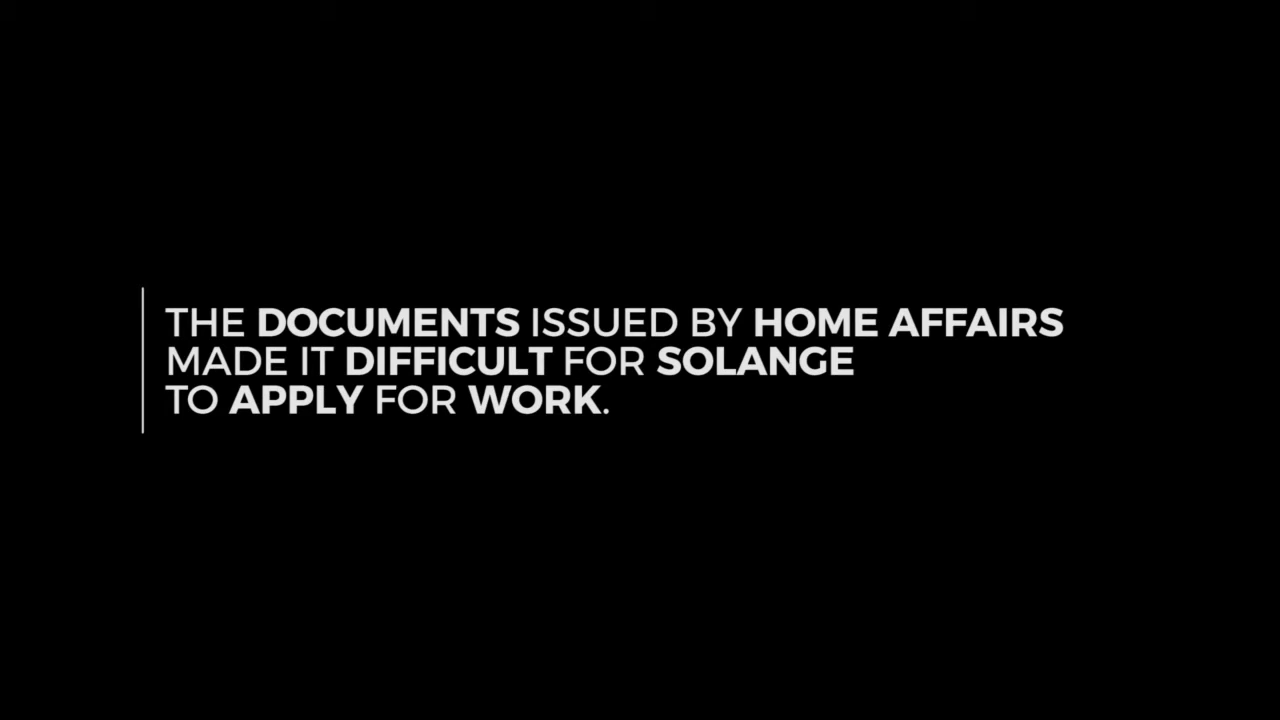 THE DOCUMENTS ISSUED BY HOME AFFAIRS
MADE IT DIFFICULT FOR SOLANGE
TO APPLY FOR WORK.